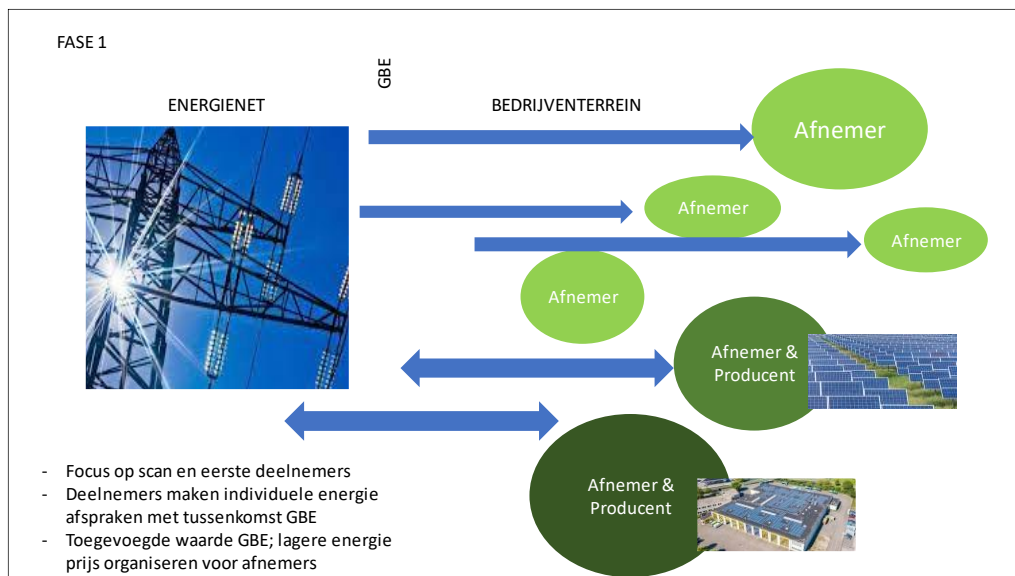 FASE 1
GBE
ENERGIENET
BEDRIJVENTERREIN
Afnemer
Afnemer
Afnemer
Afnemer
Afnemer &
Producent
Afnemer &
Producent
- Focus op scan en eerste deelnemers
- Deelnemers maken individuele energie
afspraken met tussenkomst GBE
- Toegevoegde waarde GBE; lagere energie
prijs organiseren voor afnemers